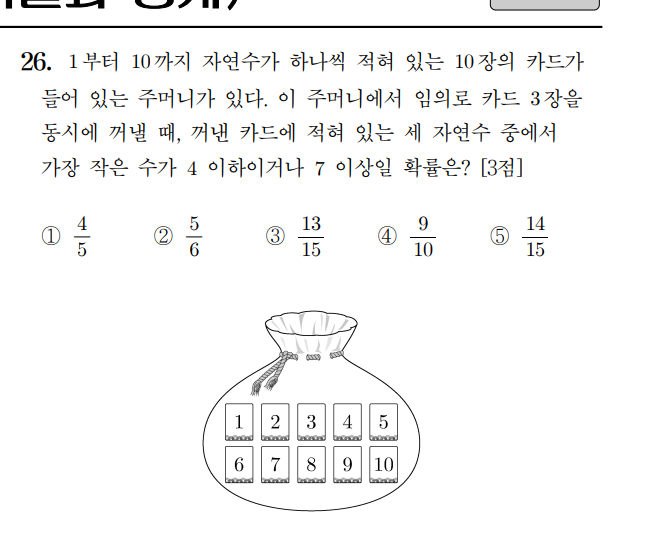 26. 1부터 10까지 자연수가 하나씩 적혀 있는 10장의 카드가
들어 있는 주머니가 있다. 이 주머니에서 임의로 카드 3장을
동시에 꺼낼 때, 꺼낸 카드에 적혀 있는 세 자연수 중에서
가장 작은 수가 4 이하이거나 7 이상일 확률은? [3점]
① 4/5 ② 5/6 ③ 13/15 ④ 9/10 ⑤ 14/15
1 2 3 4 5
6 7 8 9 10